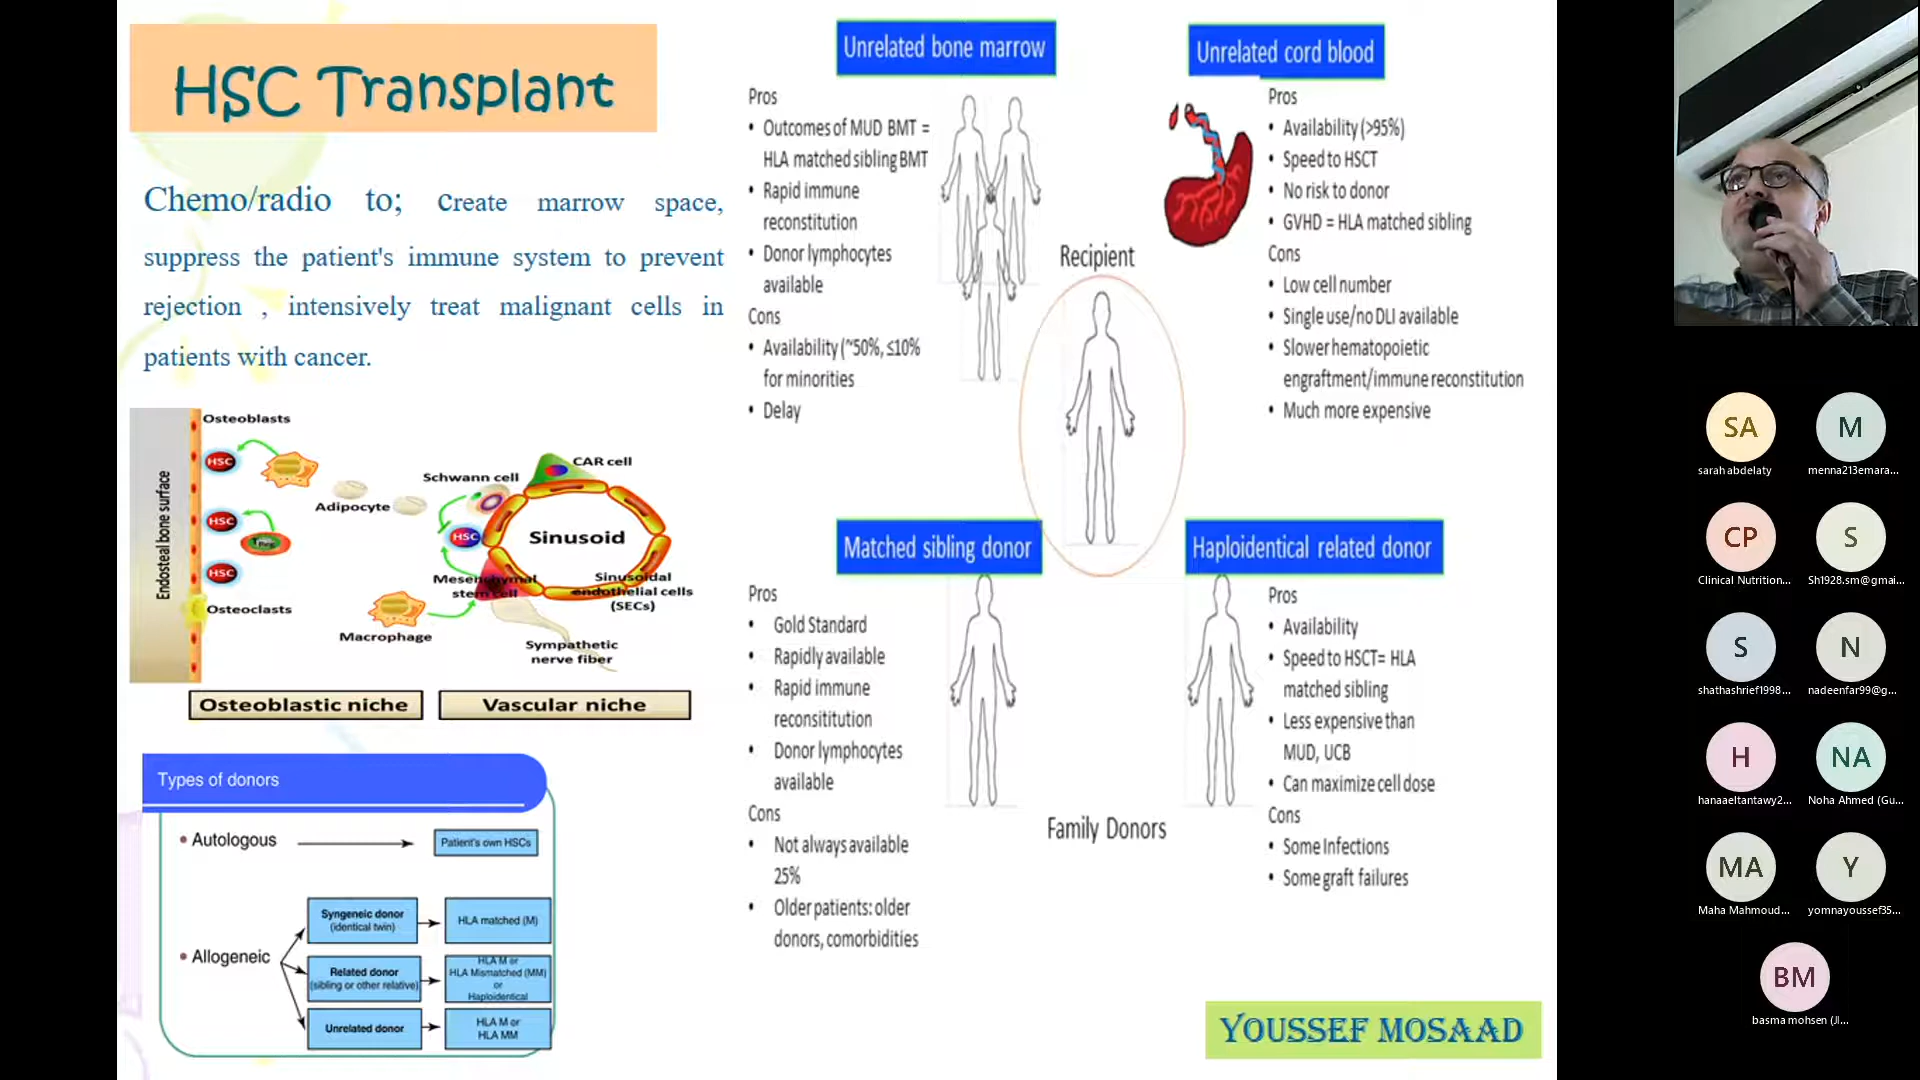 HSC Transplant
Chemo/radio to; Create marrow space,
suppress the patient's immune system to prevent
rejection , intensively treat malignant cells in
patients with cancer.
Osteoblasts
HSC
Adipocyte
Schwann cell
CAR cell
Endosteal bone surface
HSC
HSC
Sinusoid
HSC
Mesenchymal
stem cell
Sinusoidal
endothelial cells
(SECs)
Osteoclasts
Macrophage
Sympathetic
nerve fiber
Osteoblastic niche
Vascular niche
Types of donors
• Autologous
Patient's own HSCs
• Allogeneic
Syngeneic donor
(identical twin)
HLA matched (M)
Related donor
(sibling or other relative)
HLA M or
HLA Mismatched (MM)
or
Haploidentical
Unrelated donor
HLA M or
HLA MM
Unrelated bone marrow
Pros
• Outcomes of MUD BMT =
HLA matched sibling BMT
• Rapid immune
reconstitution
• Donor lymphocytes
available
Cons
• Availability (~50%, ≤10%
for minorities
• Delay
Unrelated cord blood
Pros
• Availability (>95%)
• Speed to HSCT
• No risk to donor
• GVHD = HLA matched sibling
Cons
• Low cell number
• Single use/no DLI available
• Slower hematopoietic
engraftment/immune reconstitution
• Much more expensive
Recipient
Matched sibling donor
Pros
• Gold Standard
• Rapidly available
• Rapid immune
reconsititution
• Donor lymphocytes
available
Cons
• Not always available
25%
• Older patients: older
donors, comorbidities
Family Donors
Haploidentical related donor
Pros
• Availability
• Speed to HSCT= HLA
matched sibling
• Less expensive than
MUD, UCB
• Can maximize cell dose
Cons
• Some Infections
• Some graft failures
YOUSSEF MOSAAD
SA
sarah abdelaty
M
menna213emara...
CP
Clinical Nutrition...
S
Sh1928.sm@gmai...
S
shathashrief1998...
N
nadeenfar99@g...
H
hanaaeltantawy2...
NA
Noha Ahmed (Gu...
MA
Maha Mahmoud...
Y
yomnayoussef35...
BM
basma mohsen (Jl...